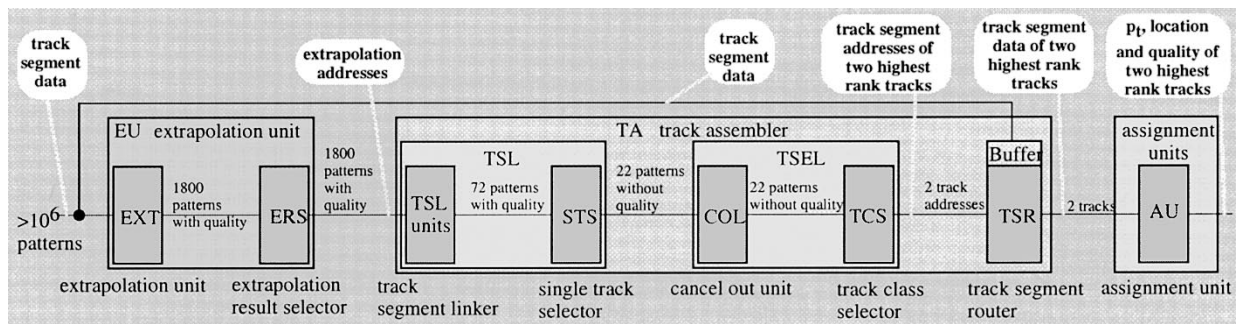 track
segment
data
extrapolation
addresses
track
segment
data
track segment
addresses of
two highest
rank tracks
track segment
data of two
highest rank
tracks
pt, location
and quality of
two highest
rank tracks
EU extrapolation unit
1800
patterns
with
quality
TA track assembler
assignment
units
TSL
TSEL
Buffer
>10⁶
patterns
EXT
1800
patterns
with quality
ERS
TSL
units
72 patterns
with quality
STS
22 patterns
without
quality
COL
22 patterns
without quality
TCS
2 track
addresses
TSR
2 tracks
AU
extrapolation unit
extrapolation
result selector
track
segment linker
single track
selector
cancel out unit
track class
selector
track segment
router
assignment unit